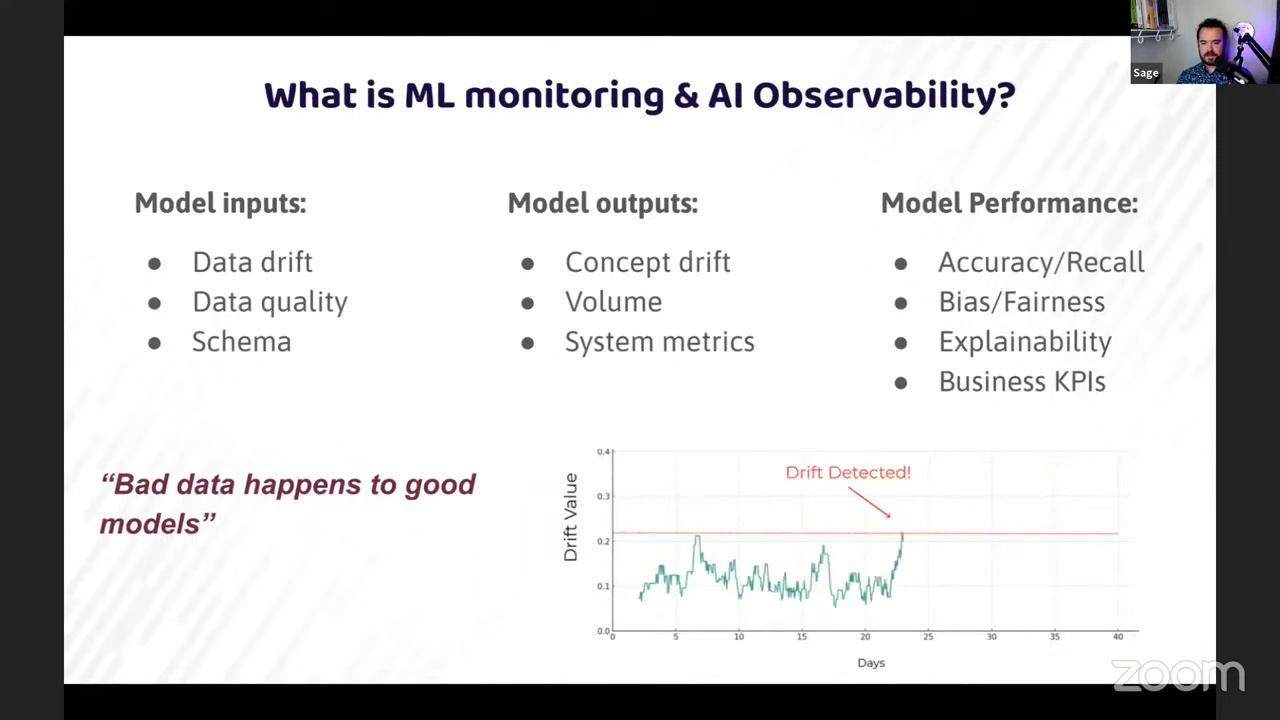 Sage
What is ML monitoring & AI Observability?
Model inputs:
● Data drift
● Data quality
● Schema
Model outputs:
● Concept drift
● Volume
● System metrics
Model Performance:
● Accuracy/Recall
● Bias/Fairness
● Explainability
● Business KPIs
“Bad data happens to good
models”
Drift Value
0.4
0.3
0.2
0.1
0.0
Drift Detected!
0 5 10 15 20 25 30 35 40
Days
zoom